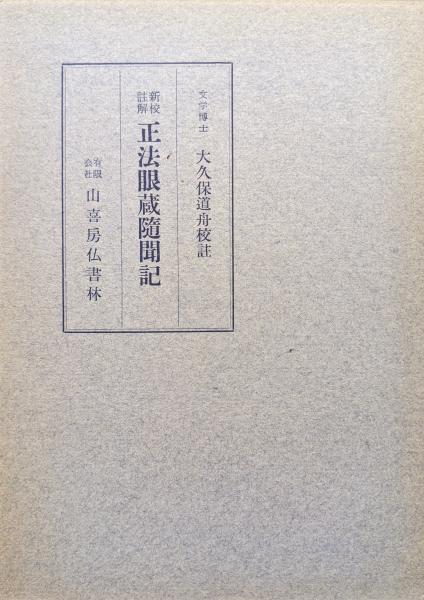 文学博士 大久保道舟校註
新校註解 正法眼蔵隨聞記
有限会社 山喜房仏書林